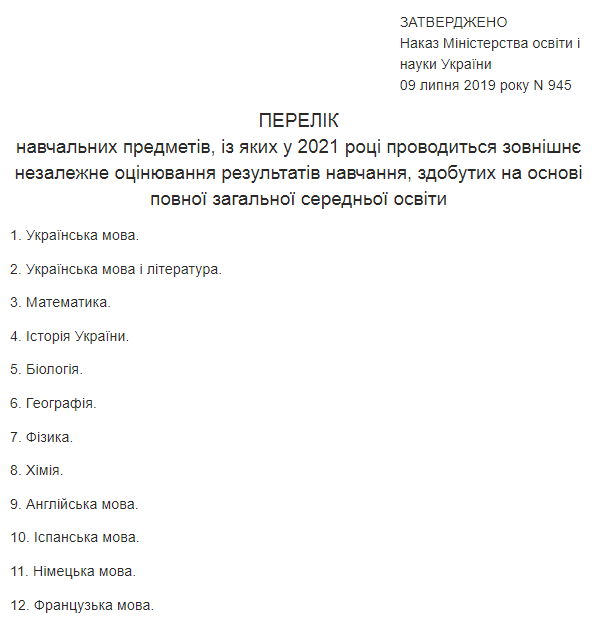 ЗАТВЕРДЖЕНО
Наказ Міністерства освіти і
науки України
09 липня 2019 року N 945
ПЕРЕЛІК
навчальних предметів, із яких у 2021 році проводиться зовнішнє
незалежне оцінювання результатів навчання, здобутих на основі
повної загальної середньої освіти
1. Українська мова.
2. Українська мова і література.
3. Математика.
4. Історія України.
5. Біологія.
6. Географія.
7. Фізика.
8. Хімія.
9. Англійська мова.
10. Іспанська мова.
11. Німецька мова.
12. Французька мова.